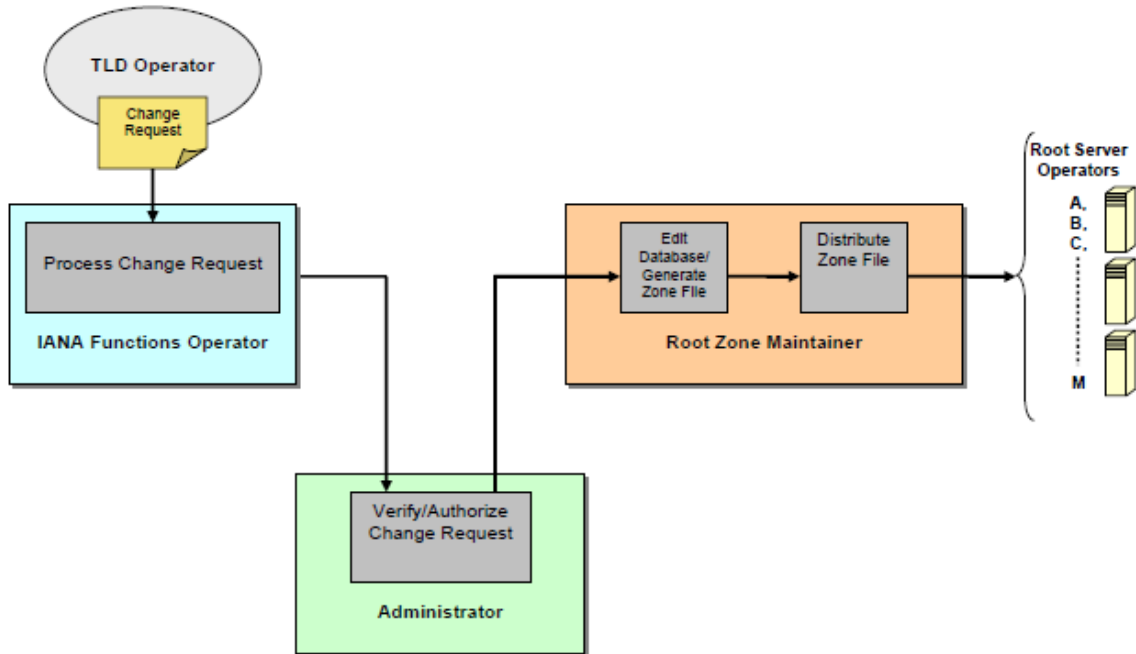 TLD Operator
Change
Request
Process Change Request
IANA Functions Operator
Verify/Authorize
Change Request
Administrator
Edit
Database/
Generate
Zone File
Distribute
Zone File
Root Zone Maintainer
Root Server
Operators
A,
B,
C,
M